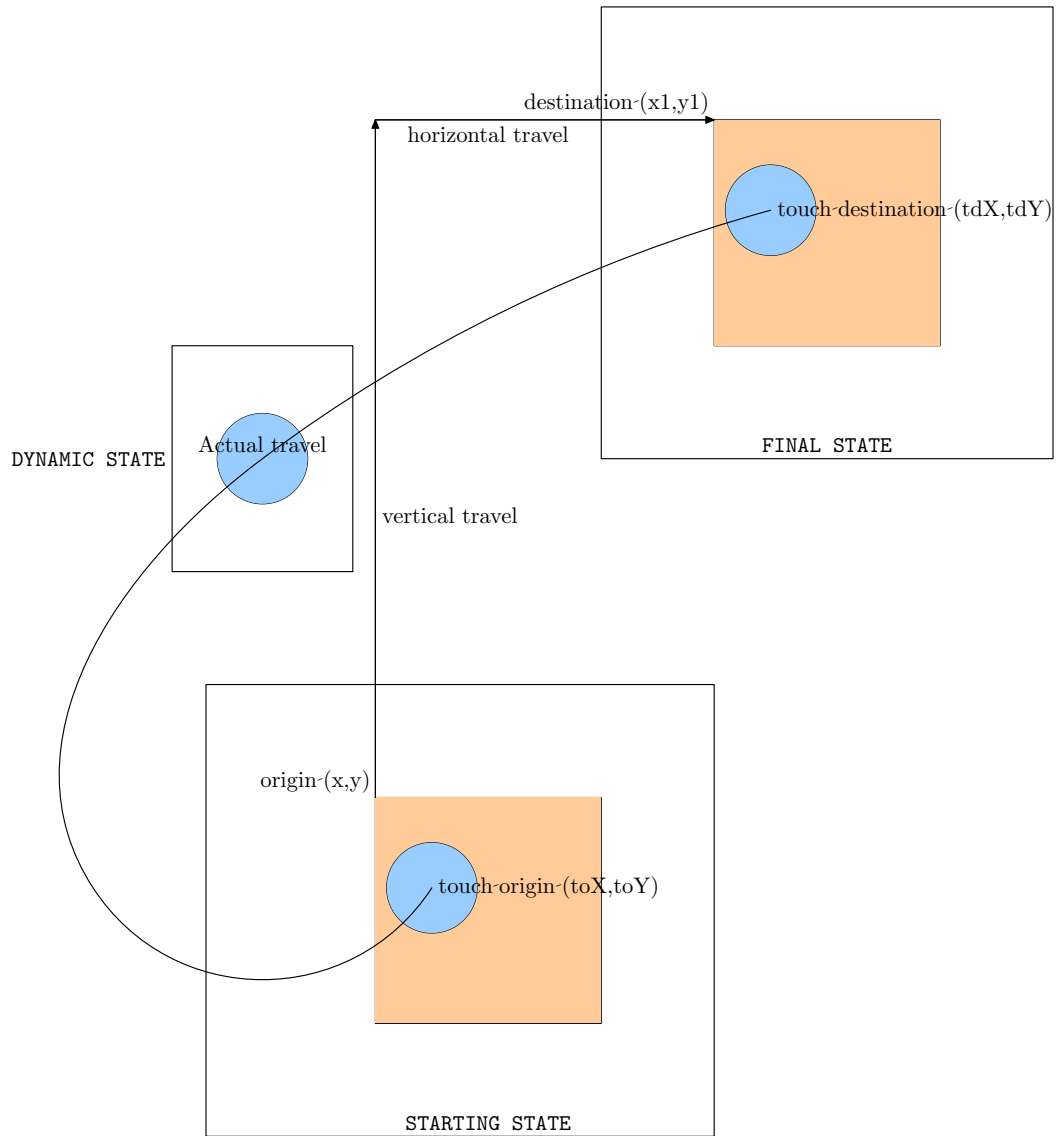 destination (x1,y1)
horizontal travel
touch destination (tdX,tdY)
Actual travel
FINAL STATE
DYNAMIC STATE
vertical travel
origin (x,y)
touch origin (toX,toY)
STARTING STATE